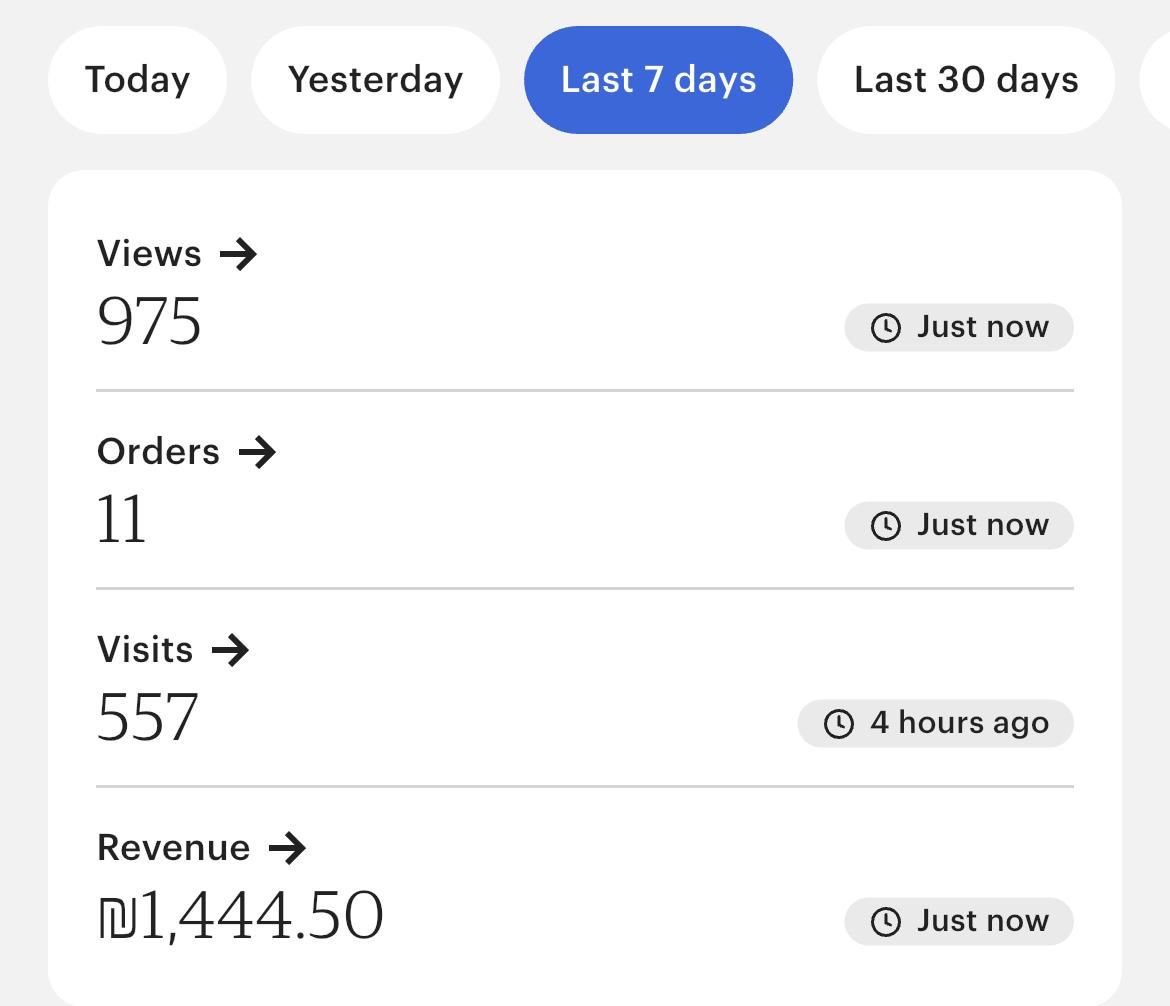 Today Yesterday Last 7 days Last 30 days
Views →
975 Just now
Orders →
11 Just now
Visits →
557 4 hours ago
Revenue →
₪1,444.50 Just now